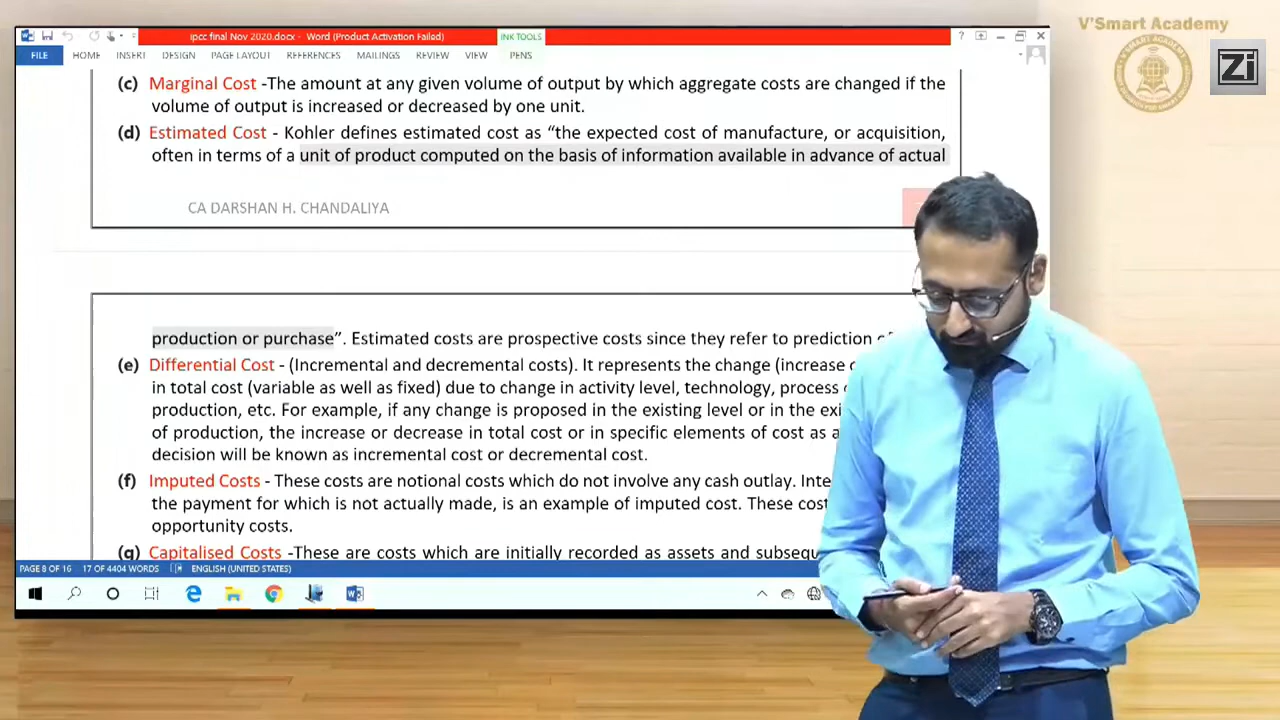 V'Smart Academy
Zi
ipcc final Nov 2020.docx - Word (Product Activation Failed)
INK TOOLS
FILE HOME INSERT DESIGN PAGE LAYOUT REFERENCES MAILINGS REVIEW VIEW PENS
(c) Marginal Cost -The amount at any given volume of output by which aggregate costs are changed if the
volume of output is increased or decreased by one unit.
(d) Estimated Cost - Kohler defines estimated cost as “the expected cost of manufacture, or acquisition,
often in terms of a unit of product computed on the basis of information available in advance of actual
CA DARSHAN H. CHANDALIYA
production or purchase”. Estimated costs are prospective costs since they refer to prediction
(e) Differential Cost - (Incremental and decremental costs). It represents the change (increase
in total cost (variable as well as fixed) due to change in activity level, technology, process
production, etc. For example, if any change is proposed in the existing level or in the
of production, the increase or decrease in total cost or in specific elements of cost as
decision will be known as incremental cost or decremental cost.
(f) Imputed Costs - These costs are notional costs which do not involve any cash outlay.
the payment for which is not actually made, is an example of imputed cost. These
opportunity costs.
(g) Capitalised Costs -These are costs which are initially recorded as assets and
PAGE 8 OF 16 17 OF 4404 WORDS ENGLISH (UNITED STATES)